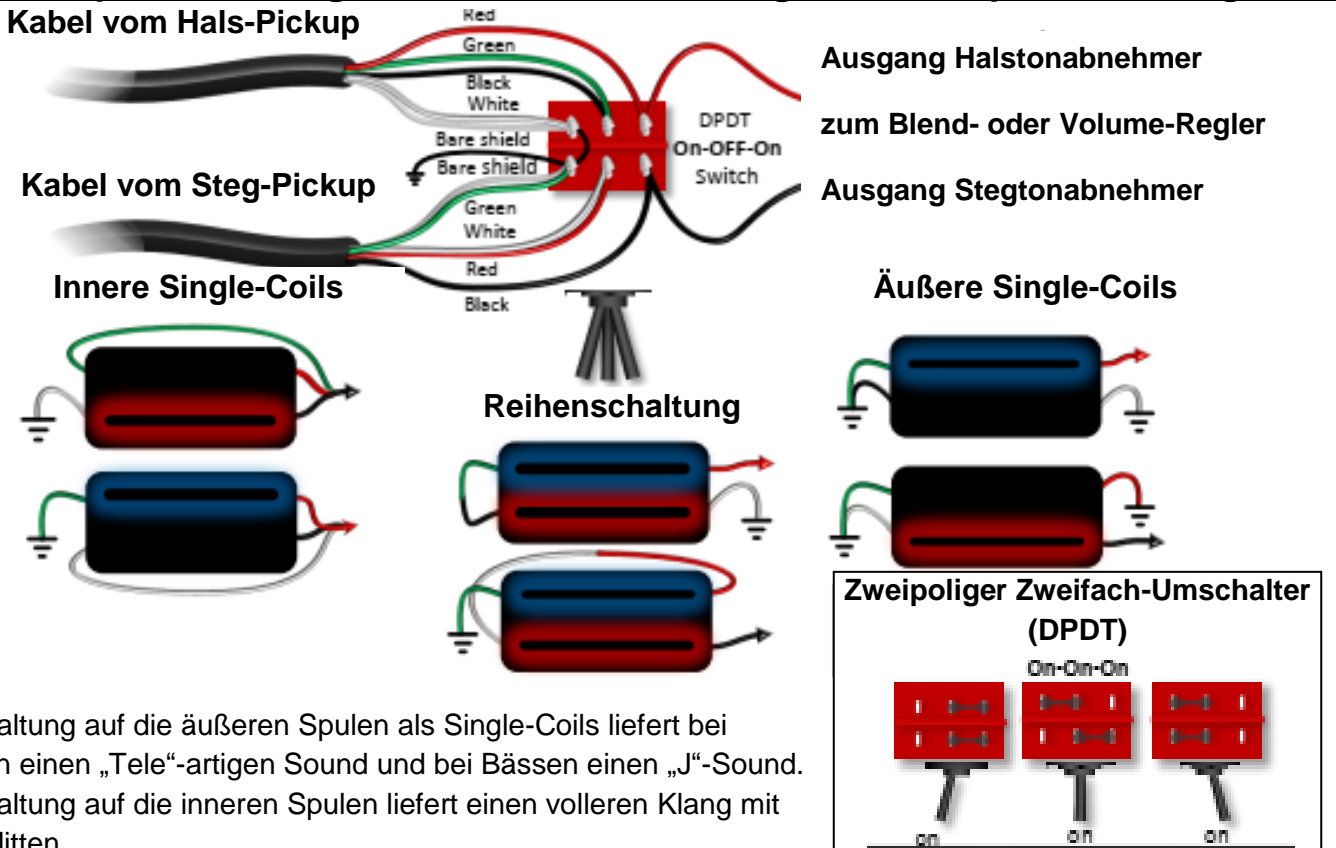 Kabel vom Hals-Pickup
Red
Green
Black
White
Bare shield
Bare shield
Green
White
Red
Black
DPDT
On-OFF-On
Switch
Ausgang Halstonabnehmer
zum Blend- oder Volume-Regler
Ausgang Stegtonabnehmer
Kabel vom Steg-Pickup
Innere Single-Coils
Äußere Single-Coils
Reihenschaltung
Zweipoliger Zweifach-Umschalter
(DPDT)
On-On-On
on
on
on
altung auf die äußeren Spulen als Single-Coils liefert bei
n einen „Tele“-artigen Sound und bei Bässen einen „J“-Sound.
altung auf die inneren Spulen liefert einen volleren Klang mit